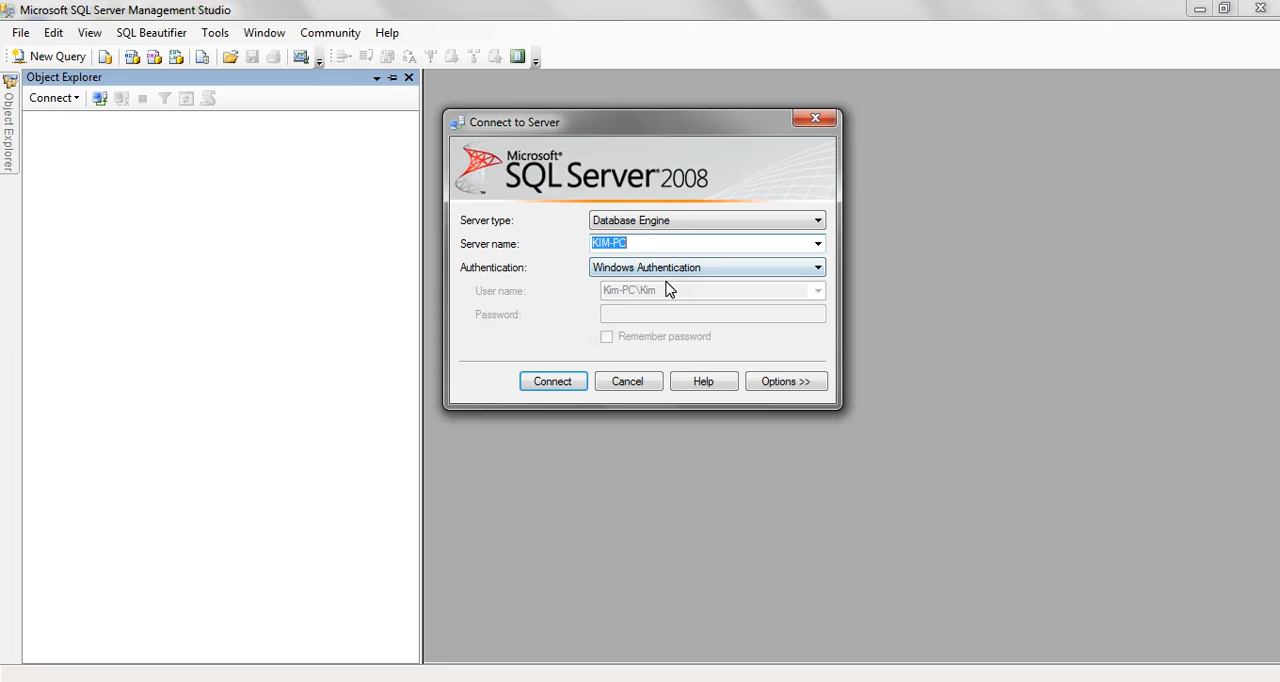 Microsoft SQL Server Management Studio
File Edit View SQL Beautifier Tools Window Community Help
New Query
Object Explorer
Connect
Object Explorer
Connect to Server
Microsoft®
SQL Server® 2008
Server type: Database Engine
Server name: KIM-PC
Authentication: Windows Authentication
User name: Kim-PC\Kim
Password:
Remember password
Connect Cancel Help Options >>